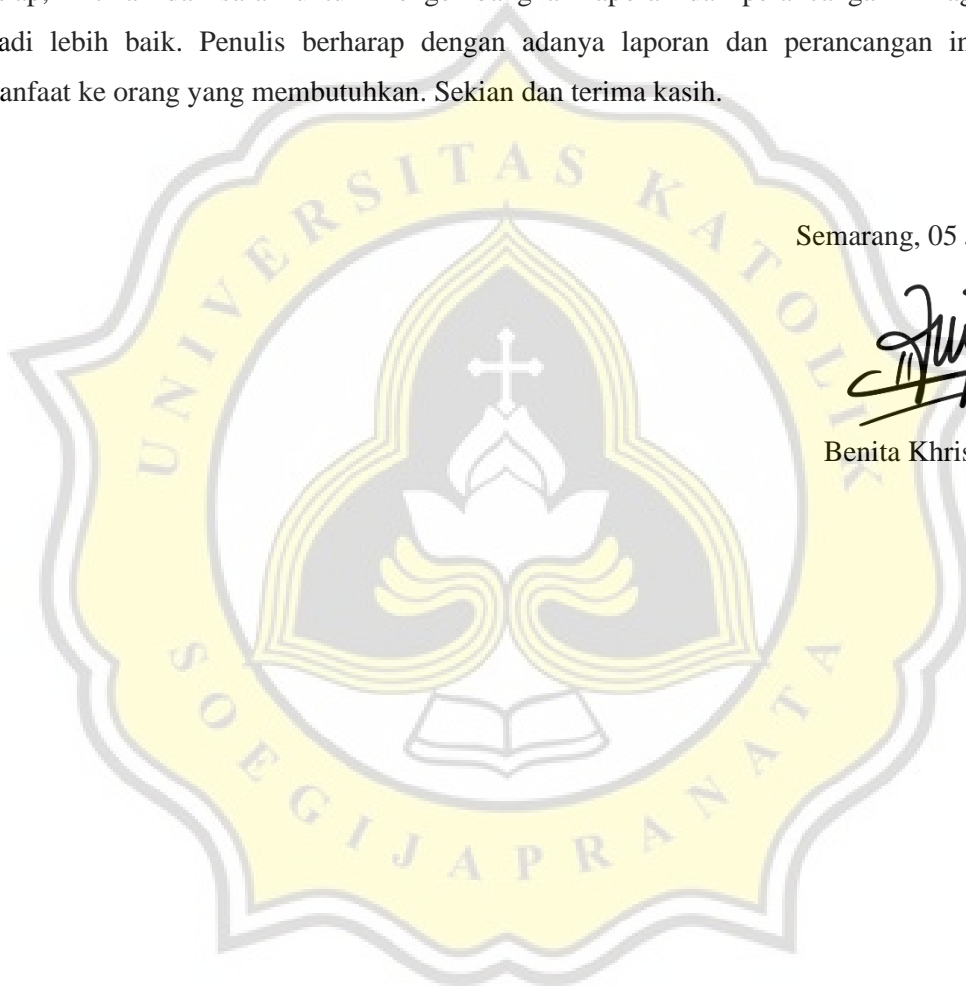 adi lebih baik. Penulis berharap dengan adanya laporan dan perancangan in
anfaat ke orang yang membutuhkan. Sekian dan terima kasih.
UNIVERSITAS KATOLIK
Semarang, 05
Benita Khris
SOEGIJAPRANATA